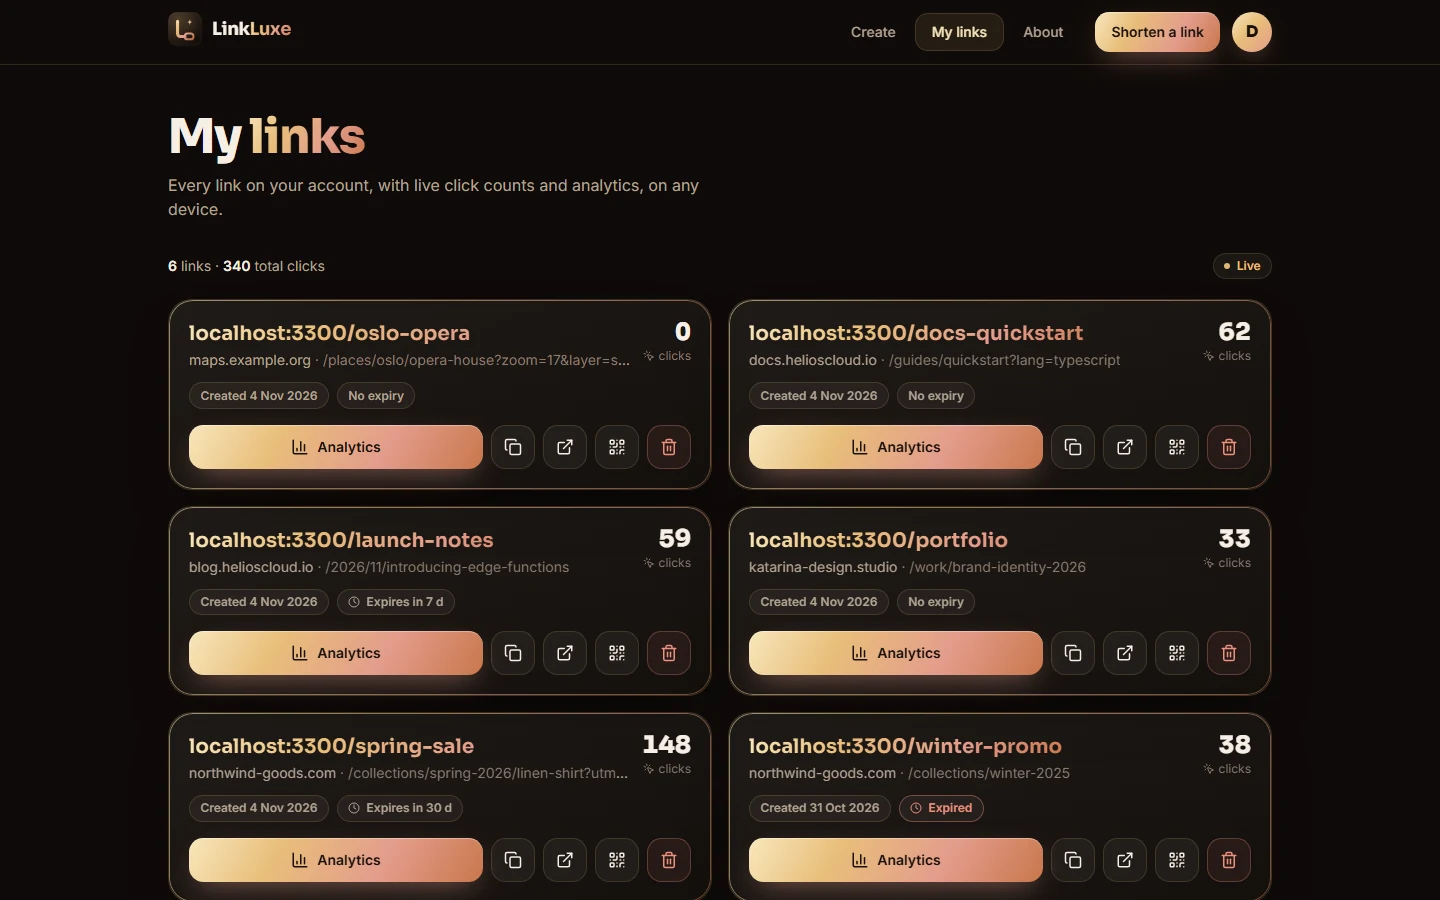 LinkLuxe
Create
My links
About
Shorten a link
D
My links
Every link on your account, with live click counts and analytics, on any
device.
6 links · 340 total clicks
Live
localhost:3300/oslo-opera
0
maps.example.org · /places/oslo/opera-house?zoom=17&layer=s...
clicks
Created 4 Nov 2026
No expiry
Analytics
localhost:3300/docs-quickstart
62
docs.helioscloud.io · /guides/quickstart?lang=typescript
clicks
Created 4 Nov 2026
No expiry
Analytics
localhost:3300/launch-notes
59
blog.helioscloud.io · /2026/11/introducing-edge-functions
clicks
Created 4 Nov 2026
Expires in 7 d
Analytics
localhost:3300/portfolio
33
katarina-design.studio · /work/brand-identity-2026
clicks
Created 4 Nov 2026
No expiry
Analytics
localhost:3300/spring-sale
148
northwind-goods.com · /collections/spring-2026/linen-shirt?utm...
clicks
Created 4 Nov 2026
Expires in 30 d
Analytics
localhost:3300/winter-promo
38
northwind-goods.com · /collections/winter-2025
clicks
Created 31 Oct 2026
Expired
Analytics